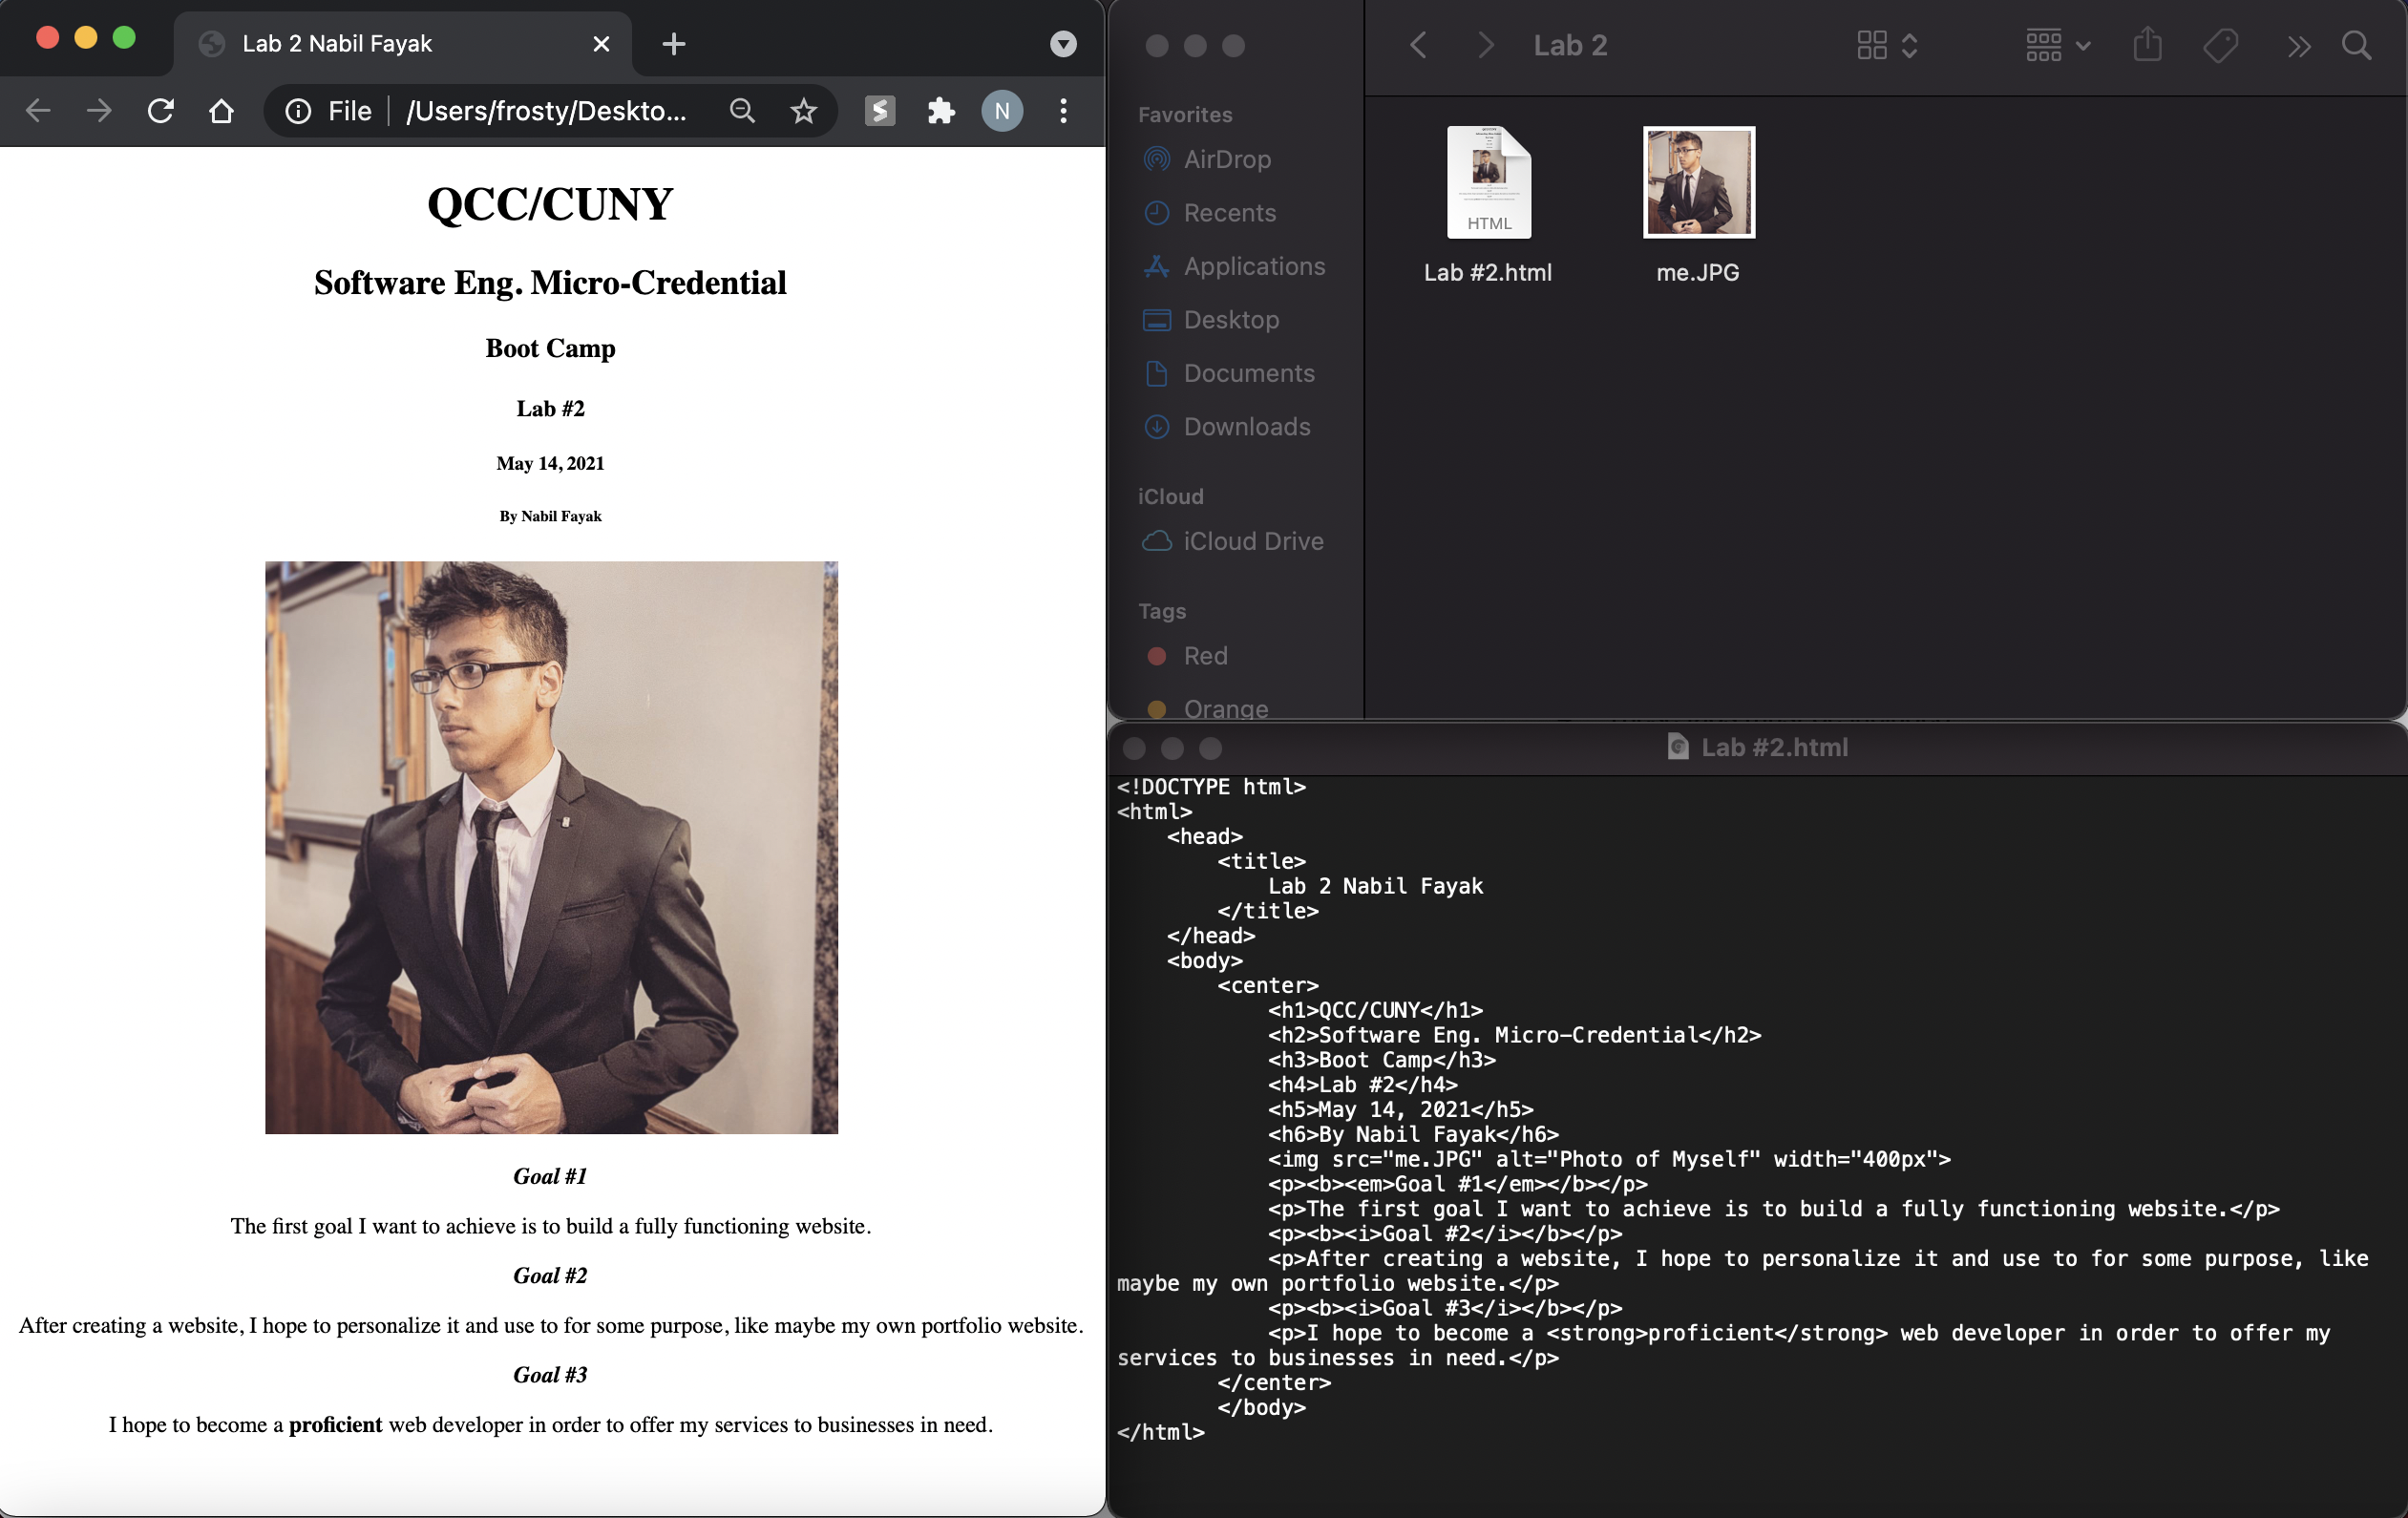 Lab 2 Nabil Fayak
File /Users/frosty/Deskto...
N
QCC/CUNY
Software Eng. Micro-Credential
Boot Camp
Lab #2
May 14, 2021
By Nabil Fayak
Goal #1
The first goal I want to achieve is to build a fully functioning website.
Goal #2
After creating a website, I hope to personalize it and use to for some purpose, like maybe my own portfolio website.
Goal #3
I hope to become a proficient web developer in order to offer my services to businesses in need.
Lab 2
Favorites
AirDrop
Recents
Applications
Desktop
Documents
Downloads
iCloud
iCloud Drive
Tags
Red
Orange
HTML
Lab #2.html
me.JPG
Lab #2.html
<!DOCTYPE html>
<html>
    <head>
        <title>
            Lab 2 Nabil Fayak
        </title>
    </head>
    <body>
        <center>
            <h1>QCC/CUNY</h1>
            <h2>Software Eng. Micro-Credential</h2>
            <h3>Boot Camp</h3>
            <h4>Lab #2</h4>
            <h5>May 14, 2021</h5>
            <h6>By Nabil Fayak</h6>
            <img src="me.JPG" alt="Photo of Myself" width="400px">
            <p><b><em>Goal #1</em></b></p>
            <p>The first goal I want to achieve is to build a fully functioning website.</p>
            <p><b><i>Goal #2</i></b></p>
            <p>After creating a website, I hope to personalize it and use to for some purpose, like
maybe my own portfolio website.</p>
            <p><b><i>Goal #3</i></b></p>
            <p>I hope to become a <strong>proficient</strong> web developer in order to offer my
services to businesses in need.</p>
        </center>
        </body>
</html>